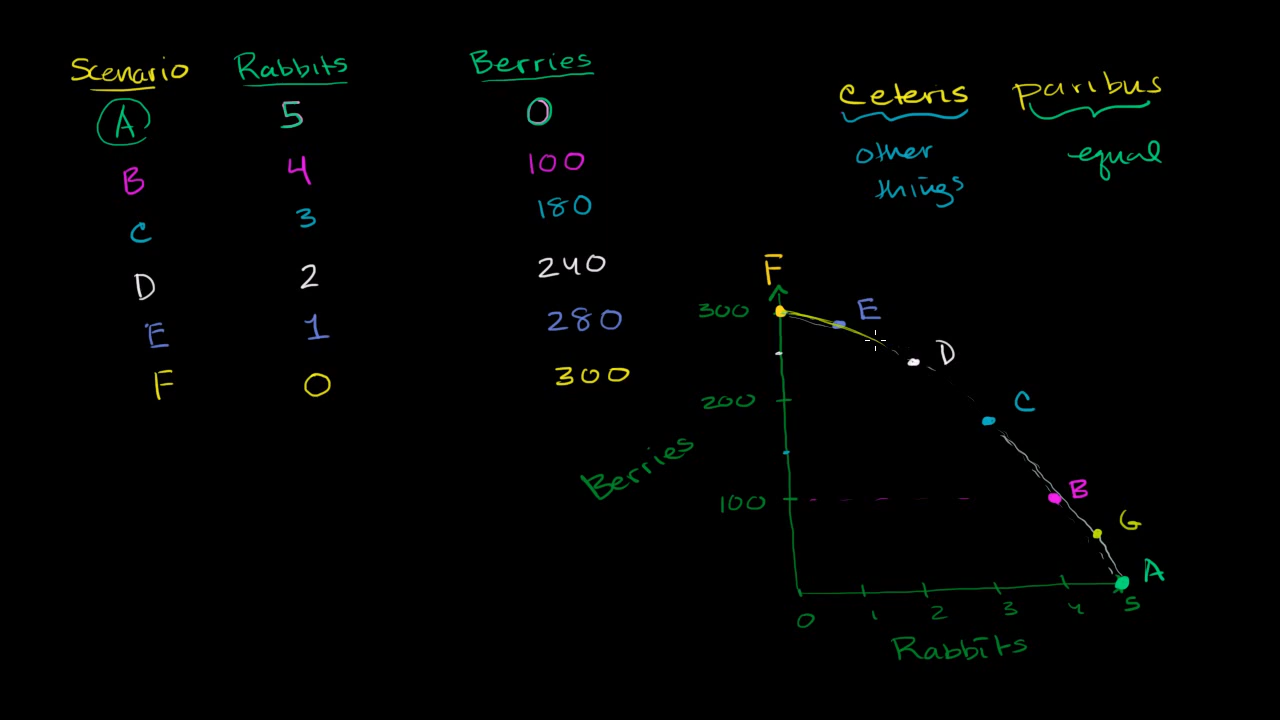 Scenario Rabbits Berries
A 5 0
B 4 100
C 3 180
D 2 240
E 1 280
F 0 300
Ceteris paribus
other equal
things
F
300 E
D
200 C
Berries
100 B
G
A
0 1 2 3 4 5
Rabbits